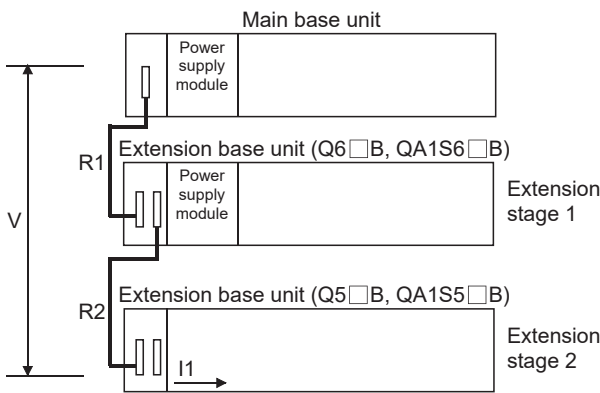 Main base unit
Power
supply
module
R1
Extension base unit (Q6□B, QA1S6□B)
Power
supply
module
Extension
stage 1
V
R2
Extension base unit (Q5□B, QA1S5□B)
I1
Extension
stage 2